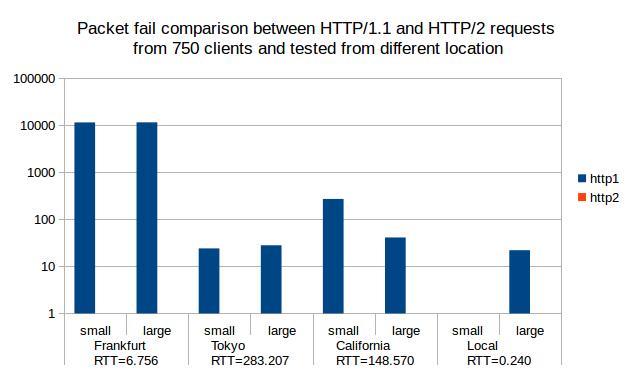 Packet fail comparison between HTTP/1.1 and HTTP/2 requests
from 750 clients and tested from different location
100000
10000
1000
100
10
1
http1
http2
small large small large small large small large
Frankfurt Tokyo California Local
RTT=6.756 RTT=283.207 RTT=148.570 RTT=0.240